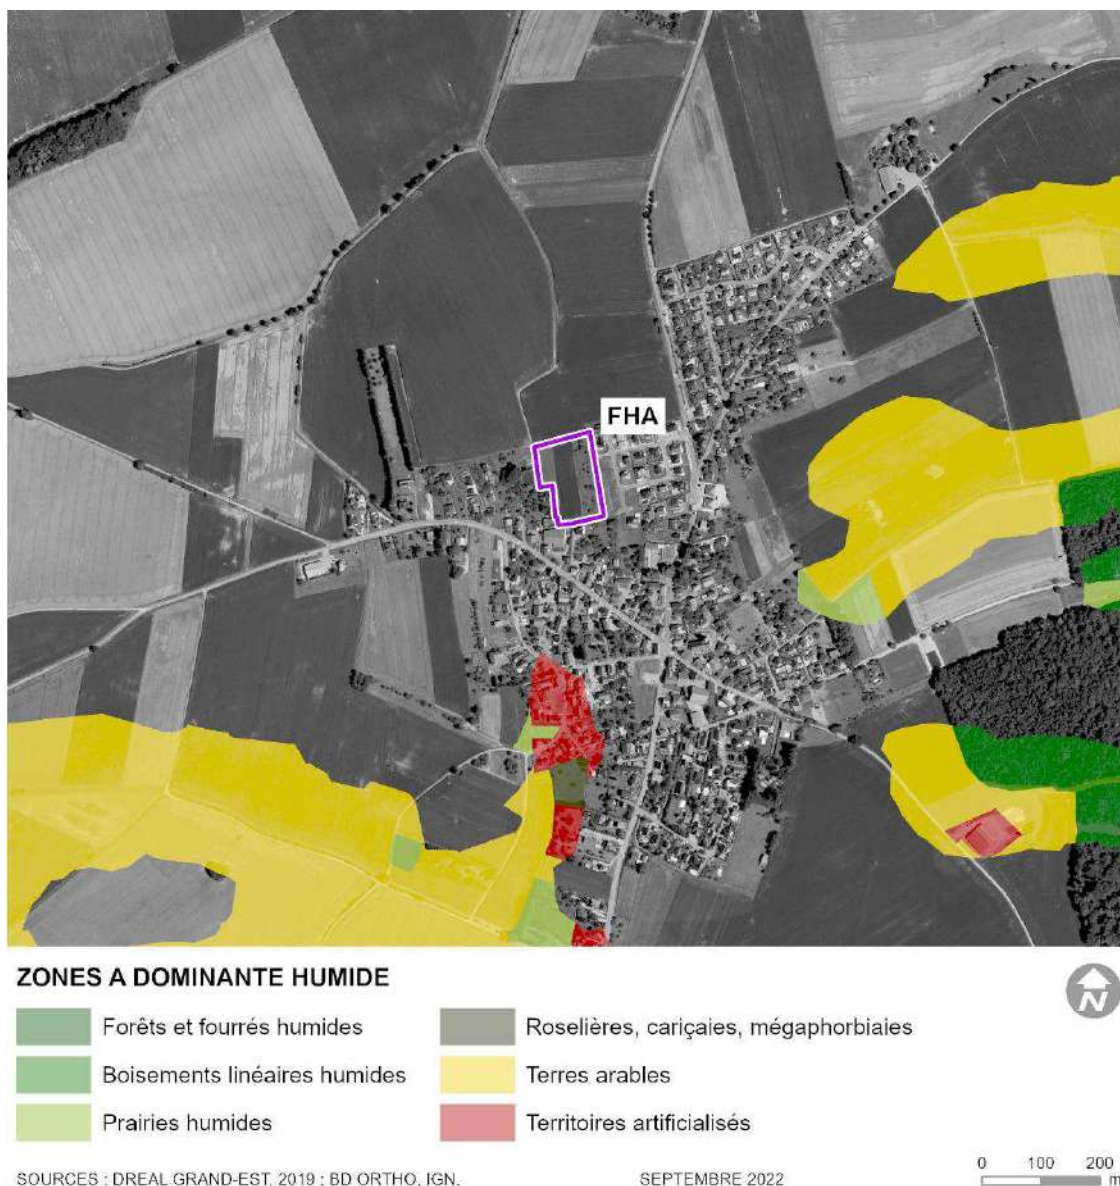 FHA
ZONES A DOMINANTE HUMIDE
Forêts et fourrés humides
Boisements linéaires humides
Prairies humides
Roselières, cariçaies, mégaphorbiaies
Terres arables
Territoires artificialisés
N
0 100 200
m
SOURCES : DREAL GRAND-EST, 2019 ; BD ORTHO, IGN.
SEPTEMBRE 2022